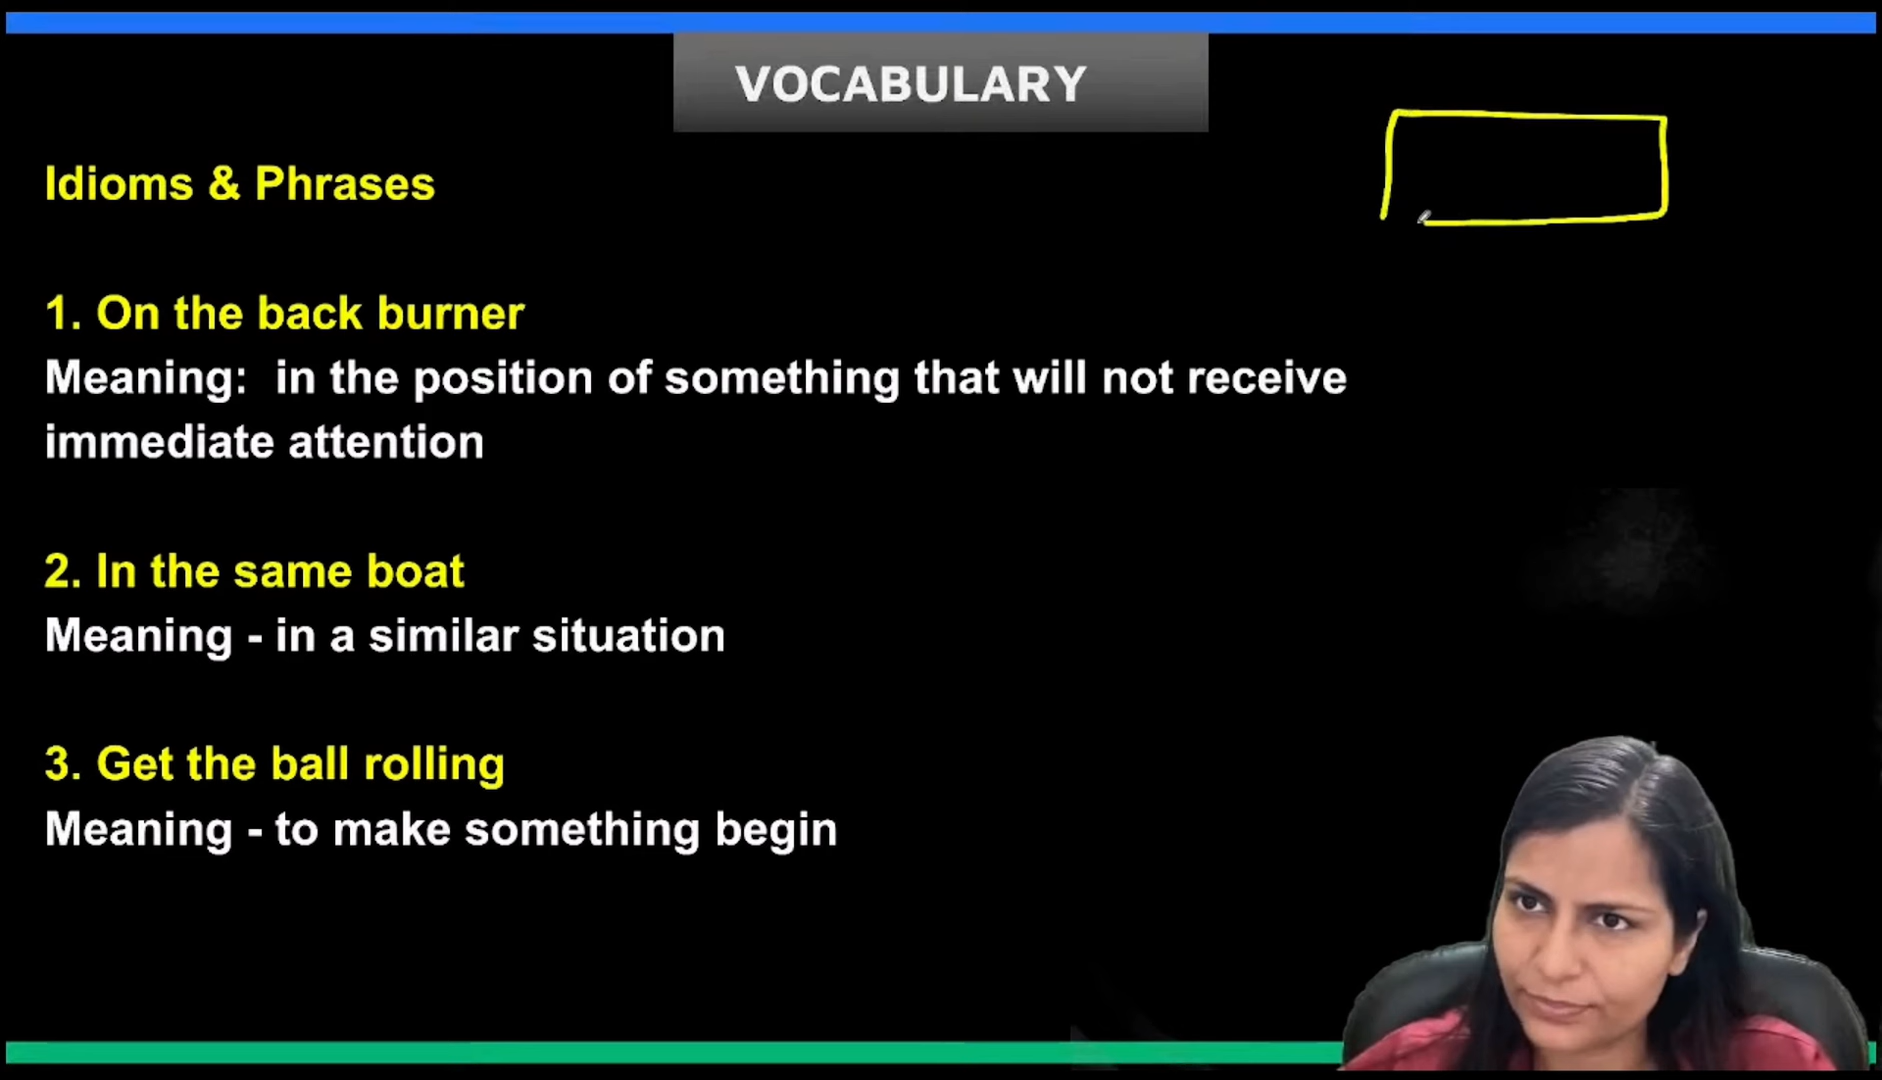 VOCABULARY
Idioms & Phrases
1. On the back burner
Meaning: in the position of something that will not receive
immediate attention
2. In the same boat
Meaning - in a similar situation
3. Get the ball rolling
Meaning - to make something begin